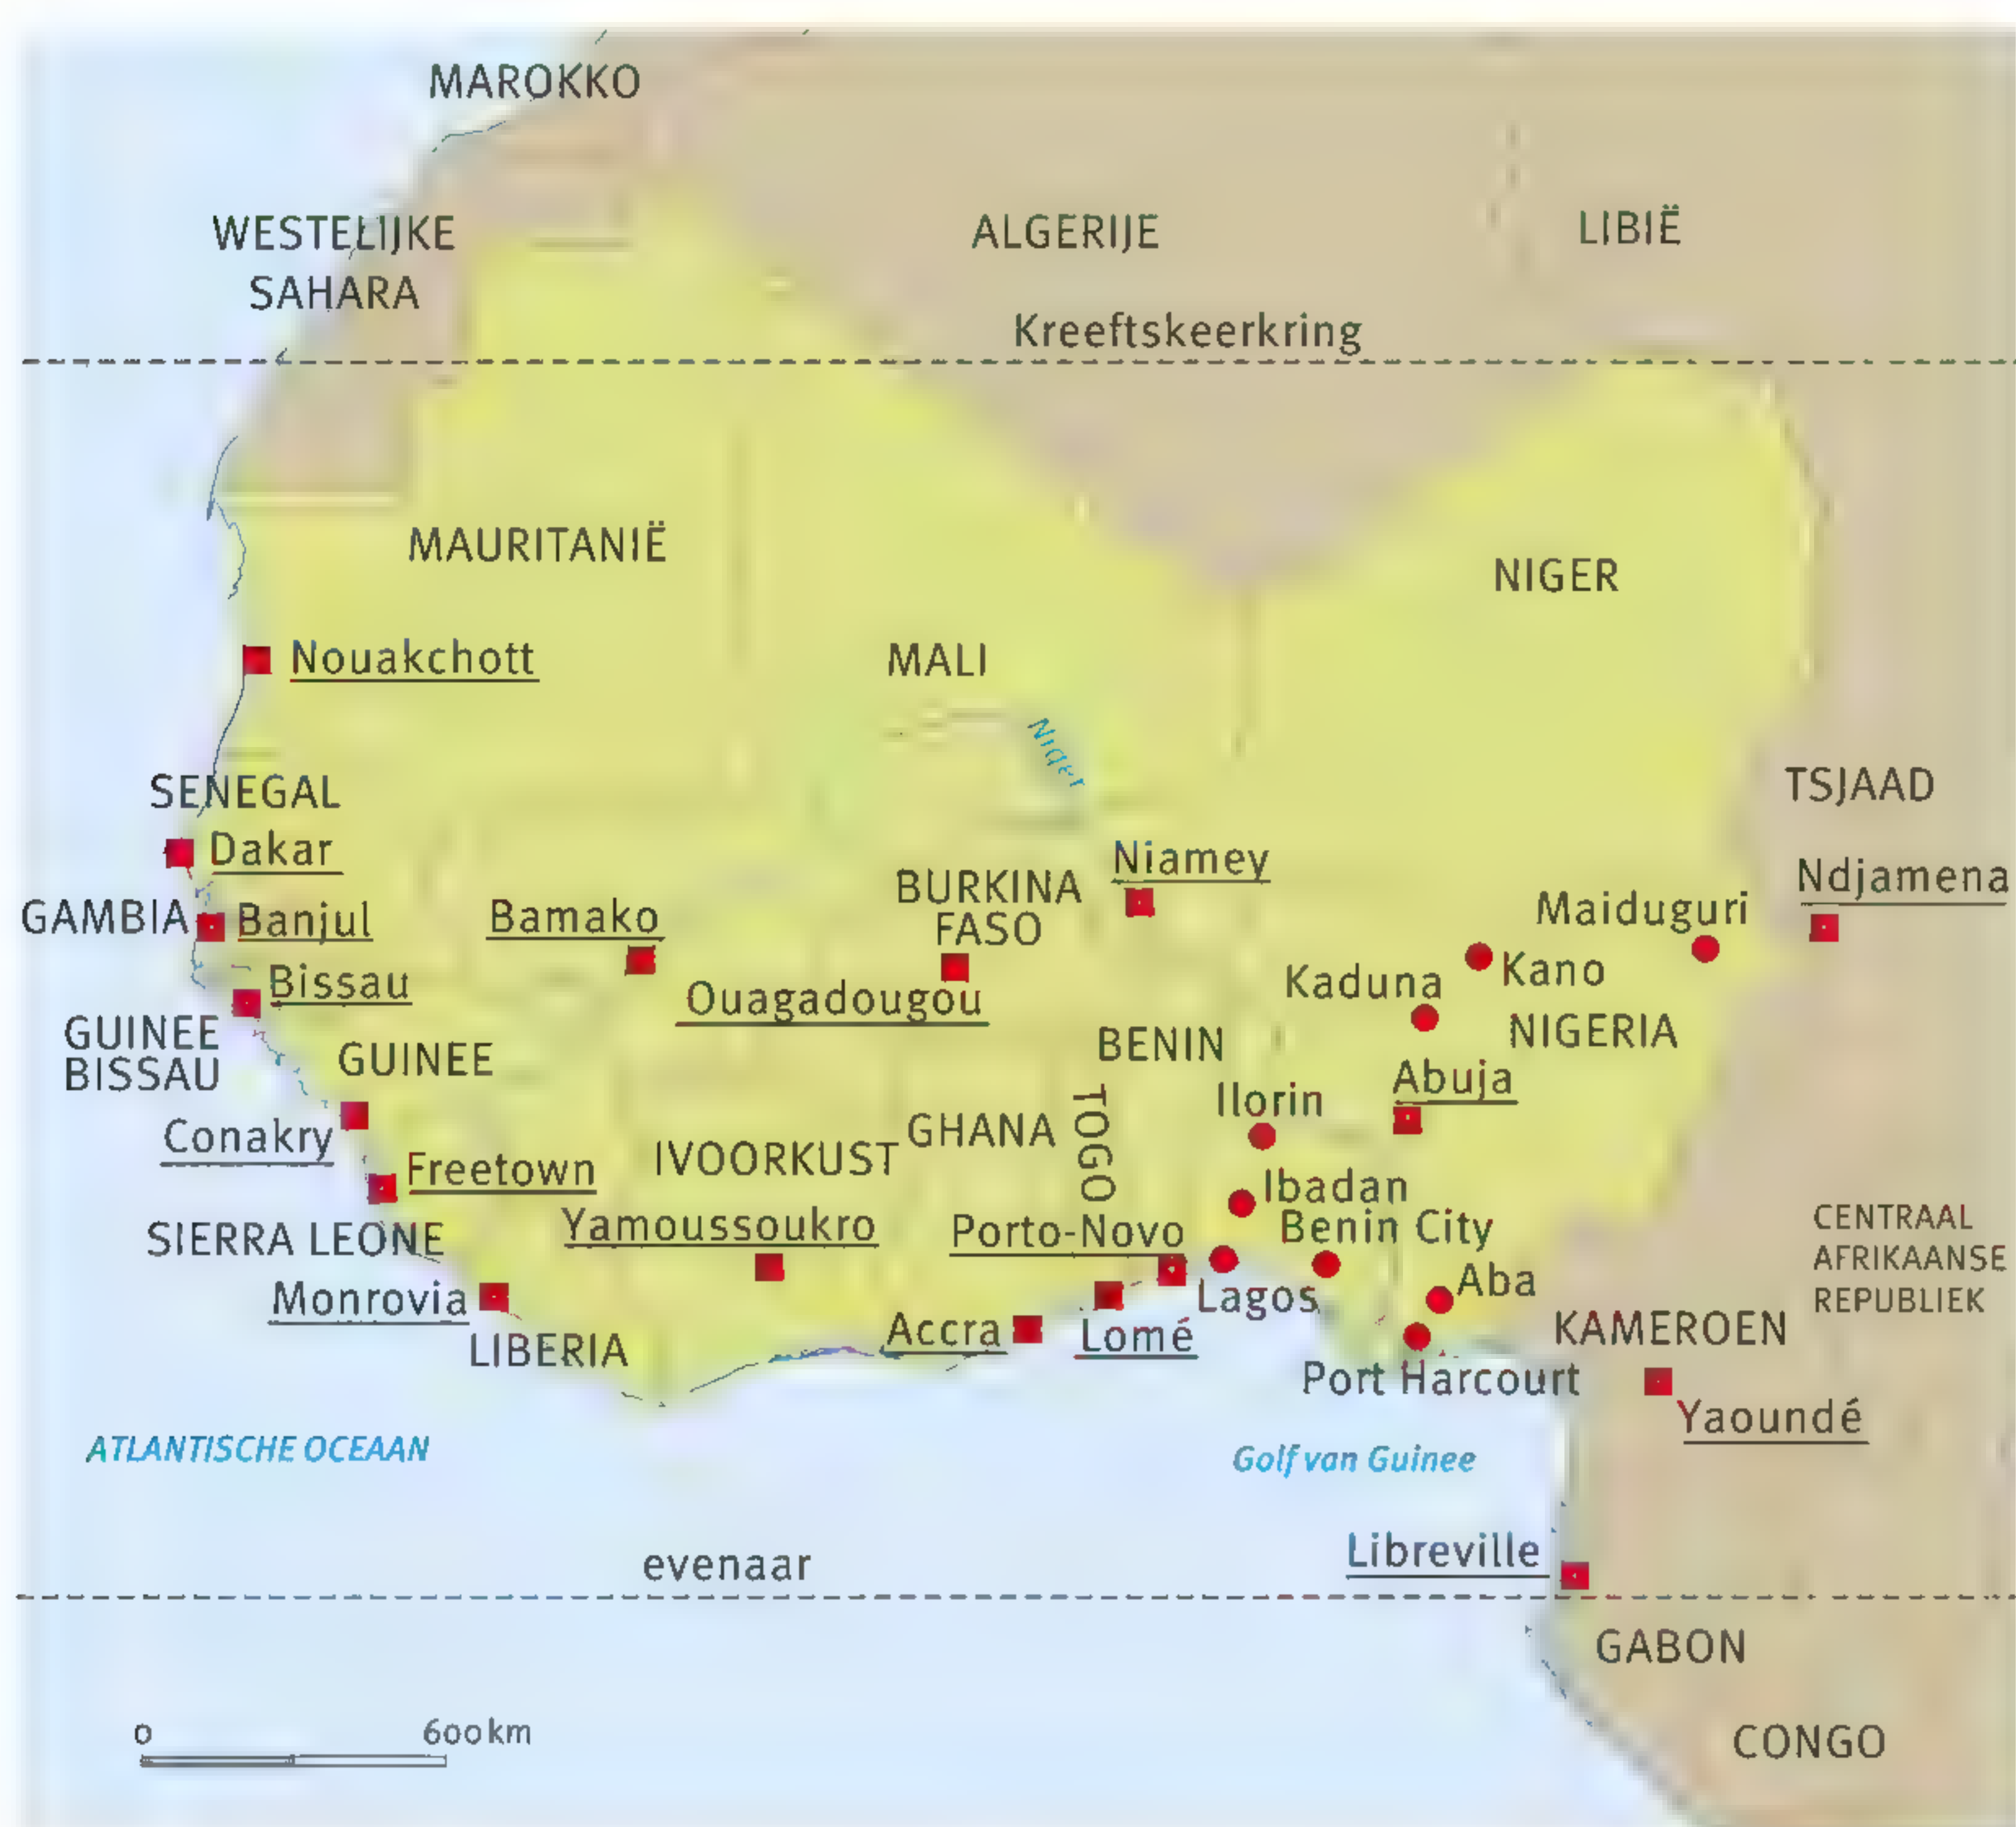 MAROKKO
WESTELIJKE
SAHARA
ALGERIJE
LIBIË
Kreeftskeerkring
MAURITANIË
NIGER
Nouakchott
MALI
Niger
SENEGAL
TSJAAD
Dakar
Niamey
BURKINA
FASO
Ndjamena
Maiduguri
GAMBIA
Banjul
Bamako
Kano
Kaduna
Bissau
Ouagadougou
GUINEE
BISSAU
NIGERIA
BENIN
GUINEE
Abuja
Ilorin
TOGO
GHANA
Conakry
IVOORKUST
Freetown
Ibadan
SIERRA LEONE
Yamoussoukro
Porto-Novo
Benin City
CENTRAAL
AFRIKAANSE
REPUBLIEK
Aba
Monrovia
Lagos
Accra
Lomé
KAMEROEN
LIBERIA
Port Harcourt
Yaoundé
ATLANTISCHE OCEAAN
Golf van Guinee
Libreville
evenaar
GABON
0 600 km
CONGO